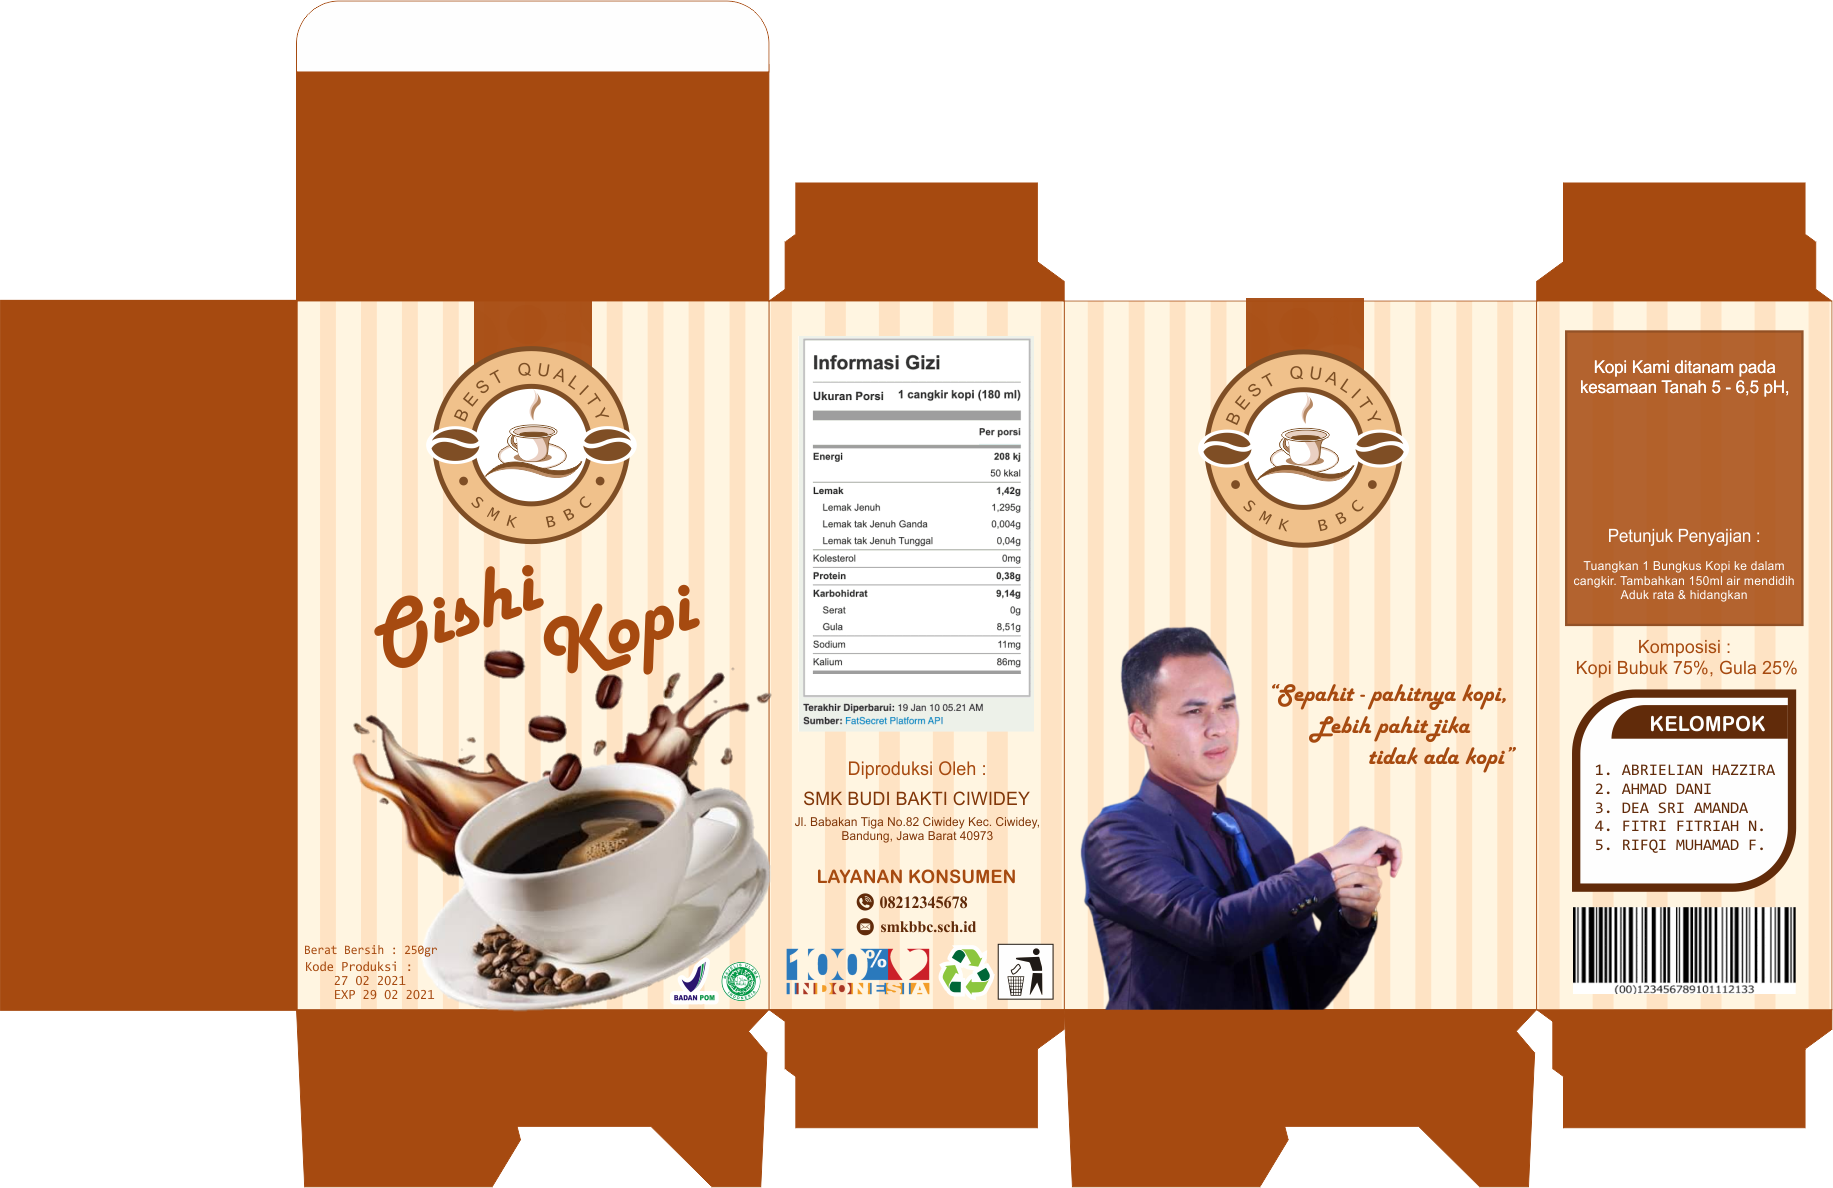 BEST QUALITY
SMK BBC
Oishi
Kopi
Berat Bersih : 250gr
Kode Produksi :
27 02 2021
EXP 29 02 2021
BADAN POM
Informasi Gizi
Ukuran Porsi 1 cangkir kopi (180 ml)
Per porsi
Energi 208 kj
50 kkal
Lemak 1,42g
Lemak Jenuh 1,295g
Lemak tak Jenuh Ganda 0,004g
Lemak tak Jenuh Tunggal 0,04g
Kolesterol 0mg
Protein 0,38g
Karbohidrat 9,14g
Serat 0g
Gula 8,51g
Sodium 11mg
Kalium 86mg
Terakhir Diperbarui: 19 Jan 10 05.21 AM
Sumber: FatSecret Platform API
Diproduksi Oleh :
SMK BUDI BAKTI CIWIDEY
Jl. Babakan Tiga No.82 Ciwidey Kec. Ciwidey,
Bandung, Jawa Barat 40973
LAYANAN KONSUMEN
08212345678
smkbbc.sch.id
100%
INDONESIA
BEST QUALITY
SMK BBC
“Sepahit - pahitnya kopi,
Lebih pahit jika
tidak ada kopi”
Kopi Kami ditanam pada
kesamaan Tanah 5 - 6,5 pH,
Petunjuk Penyajian :
Tuangkan 1 Bungkus Kopi ke dalam
cangkir. Tambahkan 150ml air mendidih
Aduk rata & hidangkan
Komposisi :
Kopi Bubuk 75%, Gula 25%
KELOMPOK
1. ABRIELIAN HAZZIRA
2. AHMAD DANI
3. DEA SRI AMANDA
4. FITRI FITRIAH N.
5. RIFQI MUHAMAD F.
(00)123456789101112133